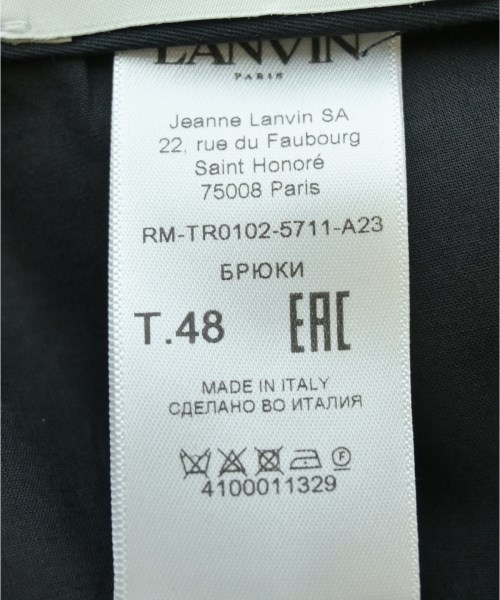 LANVIN
PARIS
Jeanne Lanvin SA
22, rue du Faubourg
Saint Honoré
75008 Paris
RM-TR0102-5711-A23
БРЮКИ
T.48 EAC
MADE IN ITALY
СДЕЛАНО ВО ИТАЛИЯ
F
4100011329